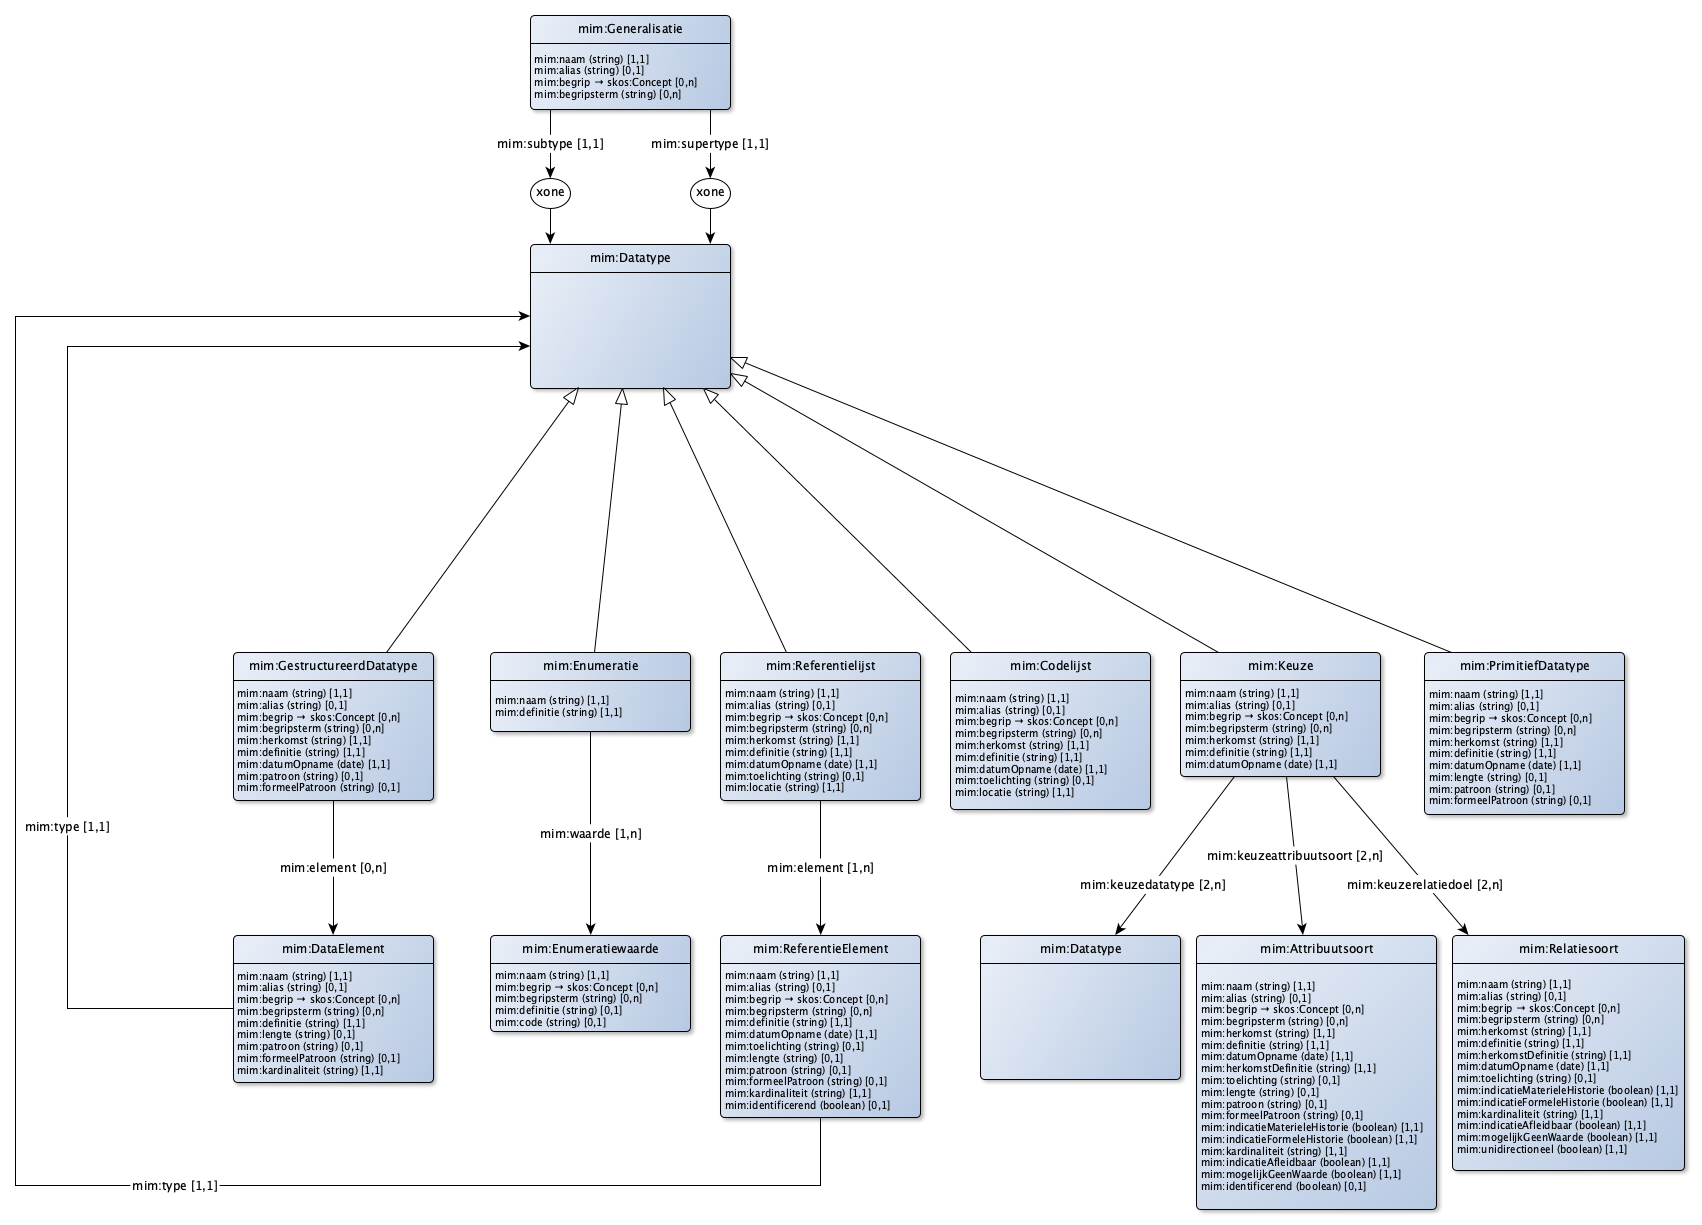 mim:Generalisatie
mim:naam (string) [1,1]
mim:alias (string) [0,1]
mim:begrip → skos:Concept [0,n]
mim:begripsterm (string) [0,n]
mim:subtype [1,1]
mim:supertype [1,1]
xone
xone
mim:Datatype
mim:GestructureerdDatatype
mim:naam (string) [1,1]
mim:alias (string) [0,1]
mim:begrip → skos:Concept [0,n]
mim:begripsterm (string) [0,n]
mim:herkomst (string) [1,1]
mim:definitie (string) [1,1]
mim:datumOpname (date) [1,1]
mim:patroon (string) [0,1]
mim:formeelPatroon (string) [0,1]
mim:Enumeratie
mim:naam (string) [1,1]
mim:definitie (string) [1,1]
mim:Referentielijst
mim:naam (string) [1,1]
mim:alias (string) [0,1]
mim:begrip → skos:Concept [0,n]
mim:begripsterm (string) [0,n]
mim:herkomst (string) [1,1]
mim:definitie (string) [1,1]
mim:datumOpname (date) [1,1]
mim:toelichting (string) [0,1]
mim:locatie (string) [1,1]
mim:Codelijst
mim:naam (string) [1,1]
mim:alias (string) [0,1]
mim:begrip → skos:Concept [0,n]
mim:begripsterm (string) [0,n]
mim:herkomst (string) [1,1]
mim:definitie (string) [1,1]
mim:datumOpname (date) [1,1]
mim:toelichting (string) [0,1]
mim:locatie (string) [1,1]
mim:Keuze
mim:naam (string) [1,1]
mim:alias (string) [0,1]
mim:begrip → skos:Concept [0,n]
mim:begripsterm (string) [0,n]
mim:herkomst (string) [1,1]
mim:definitie (string) [1,1]
mim:datumOpname (date) [1,1]
mim:PrimitiefDatatype
mim:naam (string) [1,1]
mim:alias (string) [0,1]
mim:begrip → skos:Concept [0,n]
mim:begripsterm (string) [0,n]
mim:herkomst (string) [1,1]
mim:definitie (string) [1,1]
mim:datumOpname (date) [1,1]
mim:lengte (string) [0,1]
mim:patroon (string) [0,1]
mim:formeelPatroon (string) [0,1]
mim:type [1,1]
mim:element [0,n]
mim:waarde [1,n]
mim:element [1,n]
mim:keuzedatatype [2,n]
mim:keuzeattribuutsoort [2,n]
mim:keuzerelatiedoel [2,n]
mim:DataElement
mim:naam (string) [1,1]
mim:alias (string) [0,1]
mim:begrip → skos:Concept [0,n]
mim:begripsterm (string) [0,n]
mim:definitie (string) [1,1]
mim:lengte (string) [0,1]
mim:patroon (string) [0,1]
mim:formeelPatroon (string) [0,1]
mim:kardinaliteit (string) [1,1]
mim:Enumeratiewaarde
mim:naam (string) [1,1]
mim:begrip → skos:Concept [0,n]
mim:begripsterm (string) [0,n]
mim:definitie (string) [0,1]
mim:code (string) [0,1]
mim:ReferentieElement
mim:naam (string) [1,1]
mim:alias (string) [0,1]
mim:begrip → skos:Concept [0,n]
mim:begripsterm (string) [0,n]
mim:definitie (string) [1,1]
mim:datumOpname (date) [1,1]
mim:toelichting (string) [0,1]
mim:lengte (string) [0,1]
mim:patroon (string) [0,1]
mim:formeelPatroon (string) [0,1]
mim:kardinaliteit (string) [1,1]
mim:identificerend (boolean) [0,1]
mim:Datatype
mim:Attribuutsoort
mim:naam (string) [1,1]
mim:alias (string) [0,1]
mim:begrip → skos:Concept [0,n]
mim:begripsterm (string) [0,n]
mim:herkomst (string) [1,1]
mim:definitie (string) [1,1]
mim:datumOpname (date) [1,1]
mim:herkomstDefinitie (string) [1,1]
mim:toelichting (string) [0,1]
mim:lengte (string) [0,1]
mim:patroon (string) [0,1]
mim:formeelPatroon (string) [0,1]
mim:indicatieMaterieleHistorie (boolean) [1,1]
mim:indicatieFormeleHistorie (boolean) [1,1]
mim:kardinaliteit (string) [1,1]
mim:indicatieAfleidbaar (boolean) [1,1]
mim:mogelijkGeenWaarde (boolean) [1,1]
mim:identificerend (boolean) [0,1]
mim:Relatiesoort
mim:naam (string) [1,1]
mim:alias (string) [0,1]
mim:begrip → skos:Concept [0,n]
mim:begripsterm (string) [0,n]
mim:herkomst (string) [1,1]
mim:definitie (string) [1,1]
mim:herkomstDefinitie (string) [1,1]
mim:datumOpname (date) [1,1]
mim:toelichting (string) [0,1]
mim:indicatieMaterieleHistorie (boolean) [1,1]
mim:indicatieFormeleHistorie (boolean) [1,1]
mim:kardinaliteit (string) [1,1]
mim:indicatieAfleidbaar (boolean) [1,1]
mim:mogelijkGeenWaarde (boolean) [1,1]
mim:unidirectioneel (boolean) [1,1]
mim:type [1,1]